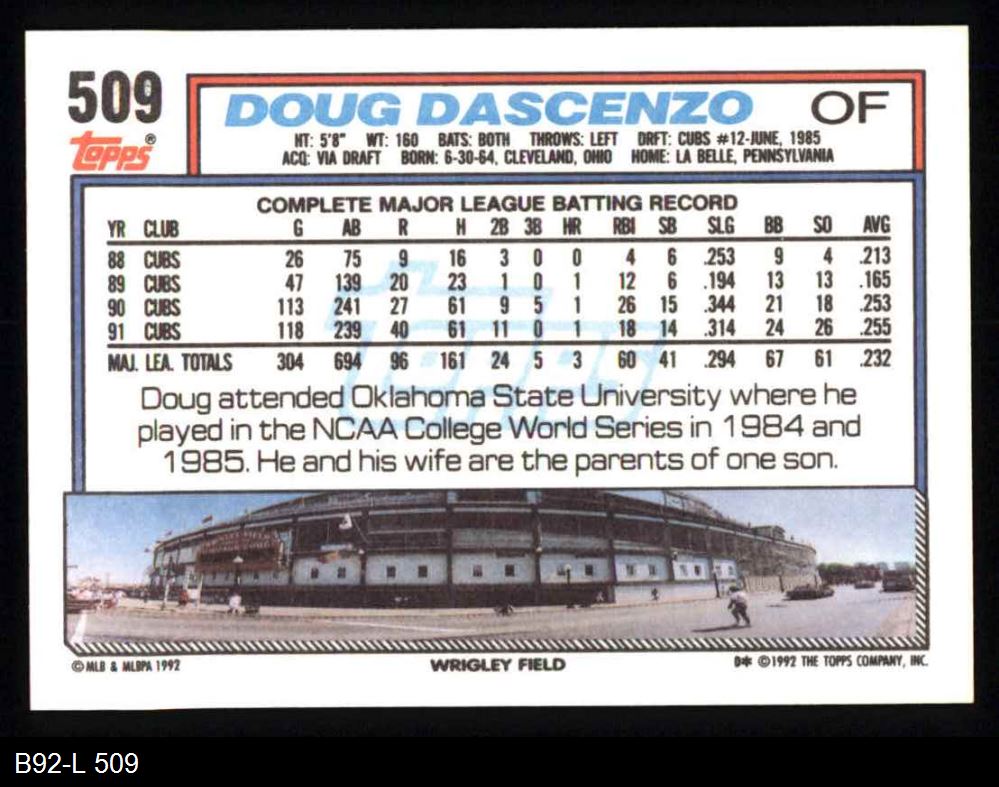 509
Topps®
DOUG DASCENZO OF
HT: 5'8" WT: 160 BATS: BOTH THROWS: LEFT DRFT: CUBS #12-JUNE, 1985
ACQ: VIA DRAFT BORN: 6-30-64, CLEVELAND, OHIO HOME: LA BELLE, PENNSYLVANIA
COMPLETE MAJOR LEAGUE BATTING RECORD
YR CLUB G AB R H 2B 3B HR RBI SB SLG BB SO AVG
88 CUBS 26 75 9 16 3 0 0 4 6 .253 9 4 .213
89 CUBS 47 139 20 23 1 0 1 12 6 .194 13 13 .165
90 CUBS 113 241 27 61 9 5 1 26 15 .344 21 18 .253
91 CUBS 118 239 40 61 11 0 1 18 14 .314 24 26 .255
MAJ. LEA. TOTALS 304 694 96 161 24 5 3 60 41 .294 67 61 .232
Topps
Doug attended Oklahoma State University where he
played in the NCAA College World Series in 1984 and
1985. He and his wife are the parents of one son.
© MLB & MLBPA 1992
WRIGLEY FIELD
D* © 1992 THE TOPPS COMPANY, INC.
B92-L 509